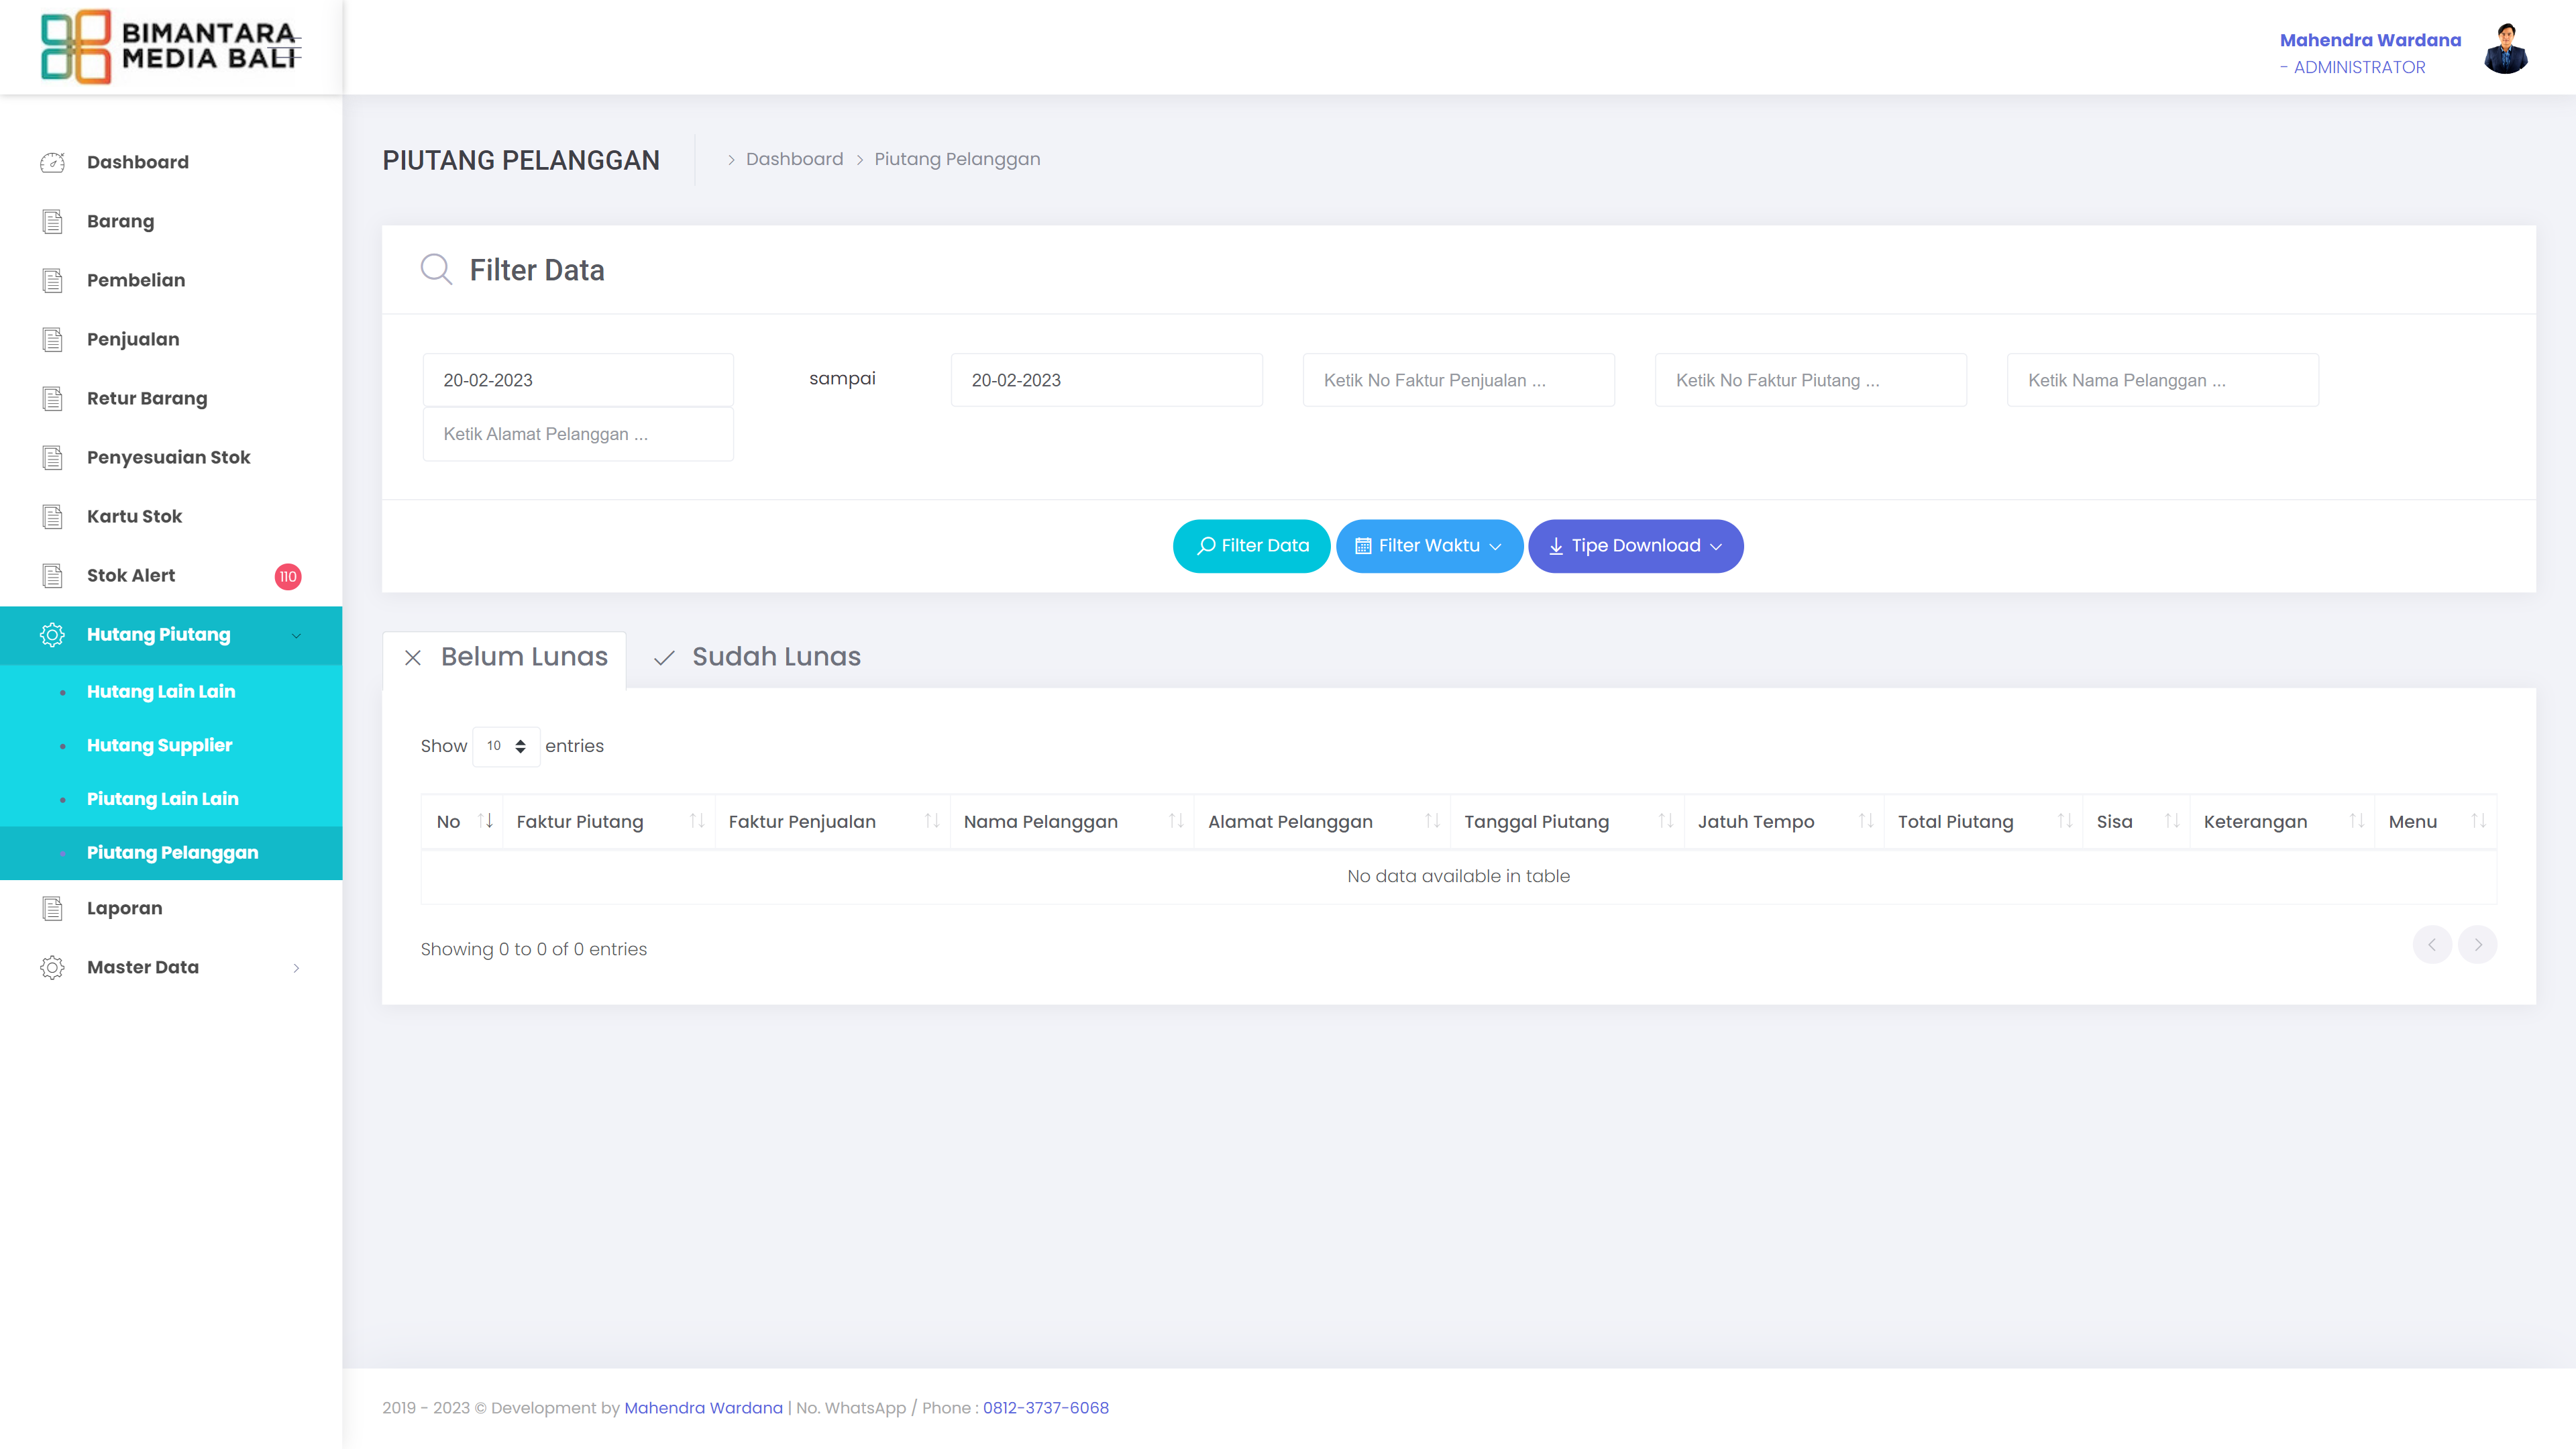 BIMANTARA
MEDIA BALI
Mahendra Wardana
- ADMINISTRATOR
Dashboard
Barang
Pembelian
Penjualan
Retur Barang
Penyesuaian Stok
Kartu Stok
Stok Alert 110
Hutang Piutang
Hutang Lain Lain
Hutang Supplier
Piutang Lain Lain
Piutang Pelanggan
Laporan
Master Data
PIUTANG PELANGGAN > Dashboard > Piutang Pelanggan
Filter Data
20-02-2023 sampai 20-02-2023 Ketik No Faktur Penjualan ... Ketik No Faktur Piutang ... Ketik Nama Pelanggan ...
Ketik Alamat Pelanggan ...
Filter Data Filter Waktu Tipe Download
Belum Lunas Sudah Lunas
Show 10 entries
No Faktur Piutang Faktur Penjualan Nama Pelanggan Alamat Pelanggan Tanggal Piutang Jatuh Tempo Total Piutang Sisa Keterangan Menu
No data available in table
Showing 0 to 0 of 0 entries
2019 - 2023 © Development by Mahendra Wardana | No. WhatsApp / Phone : 0812-3737-6068